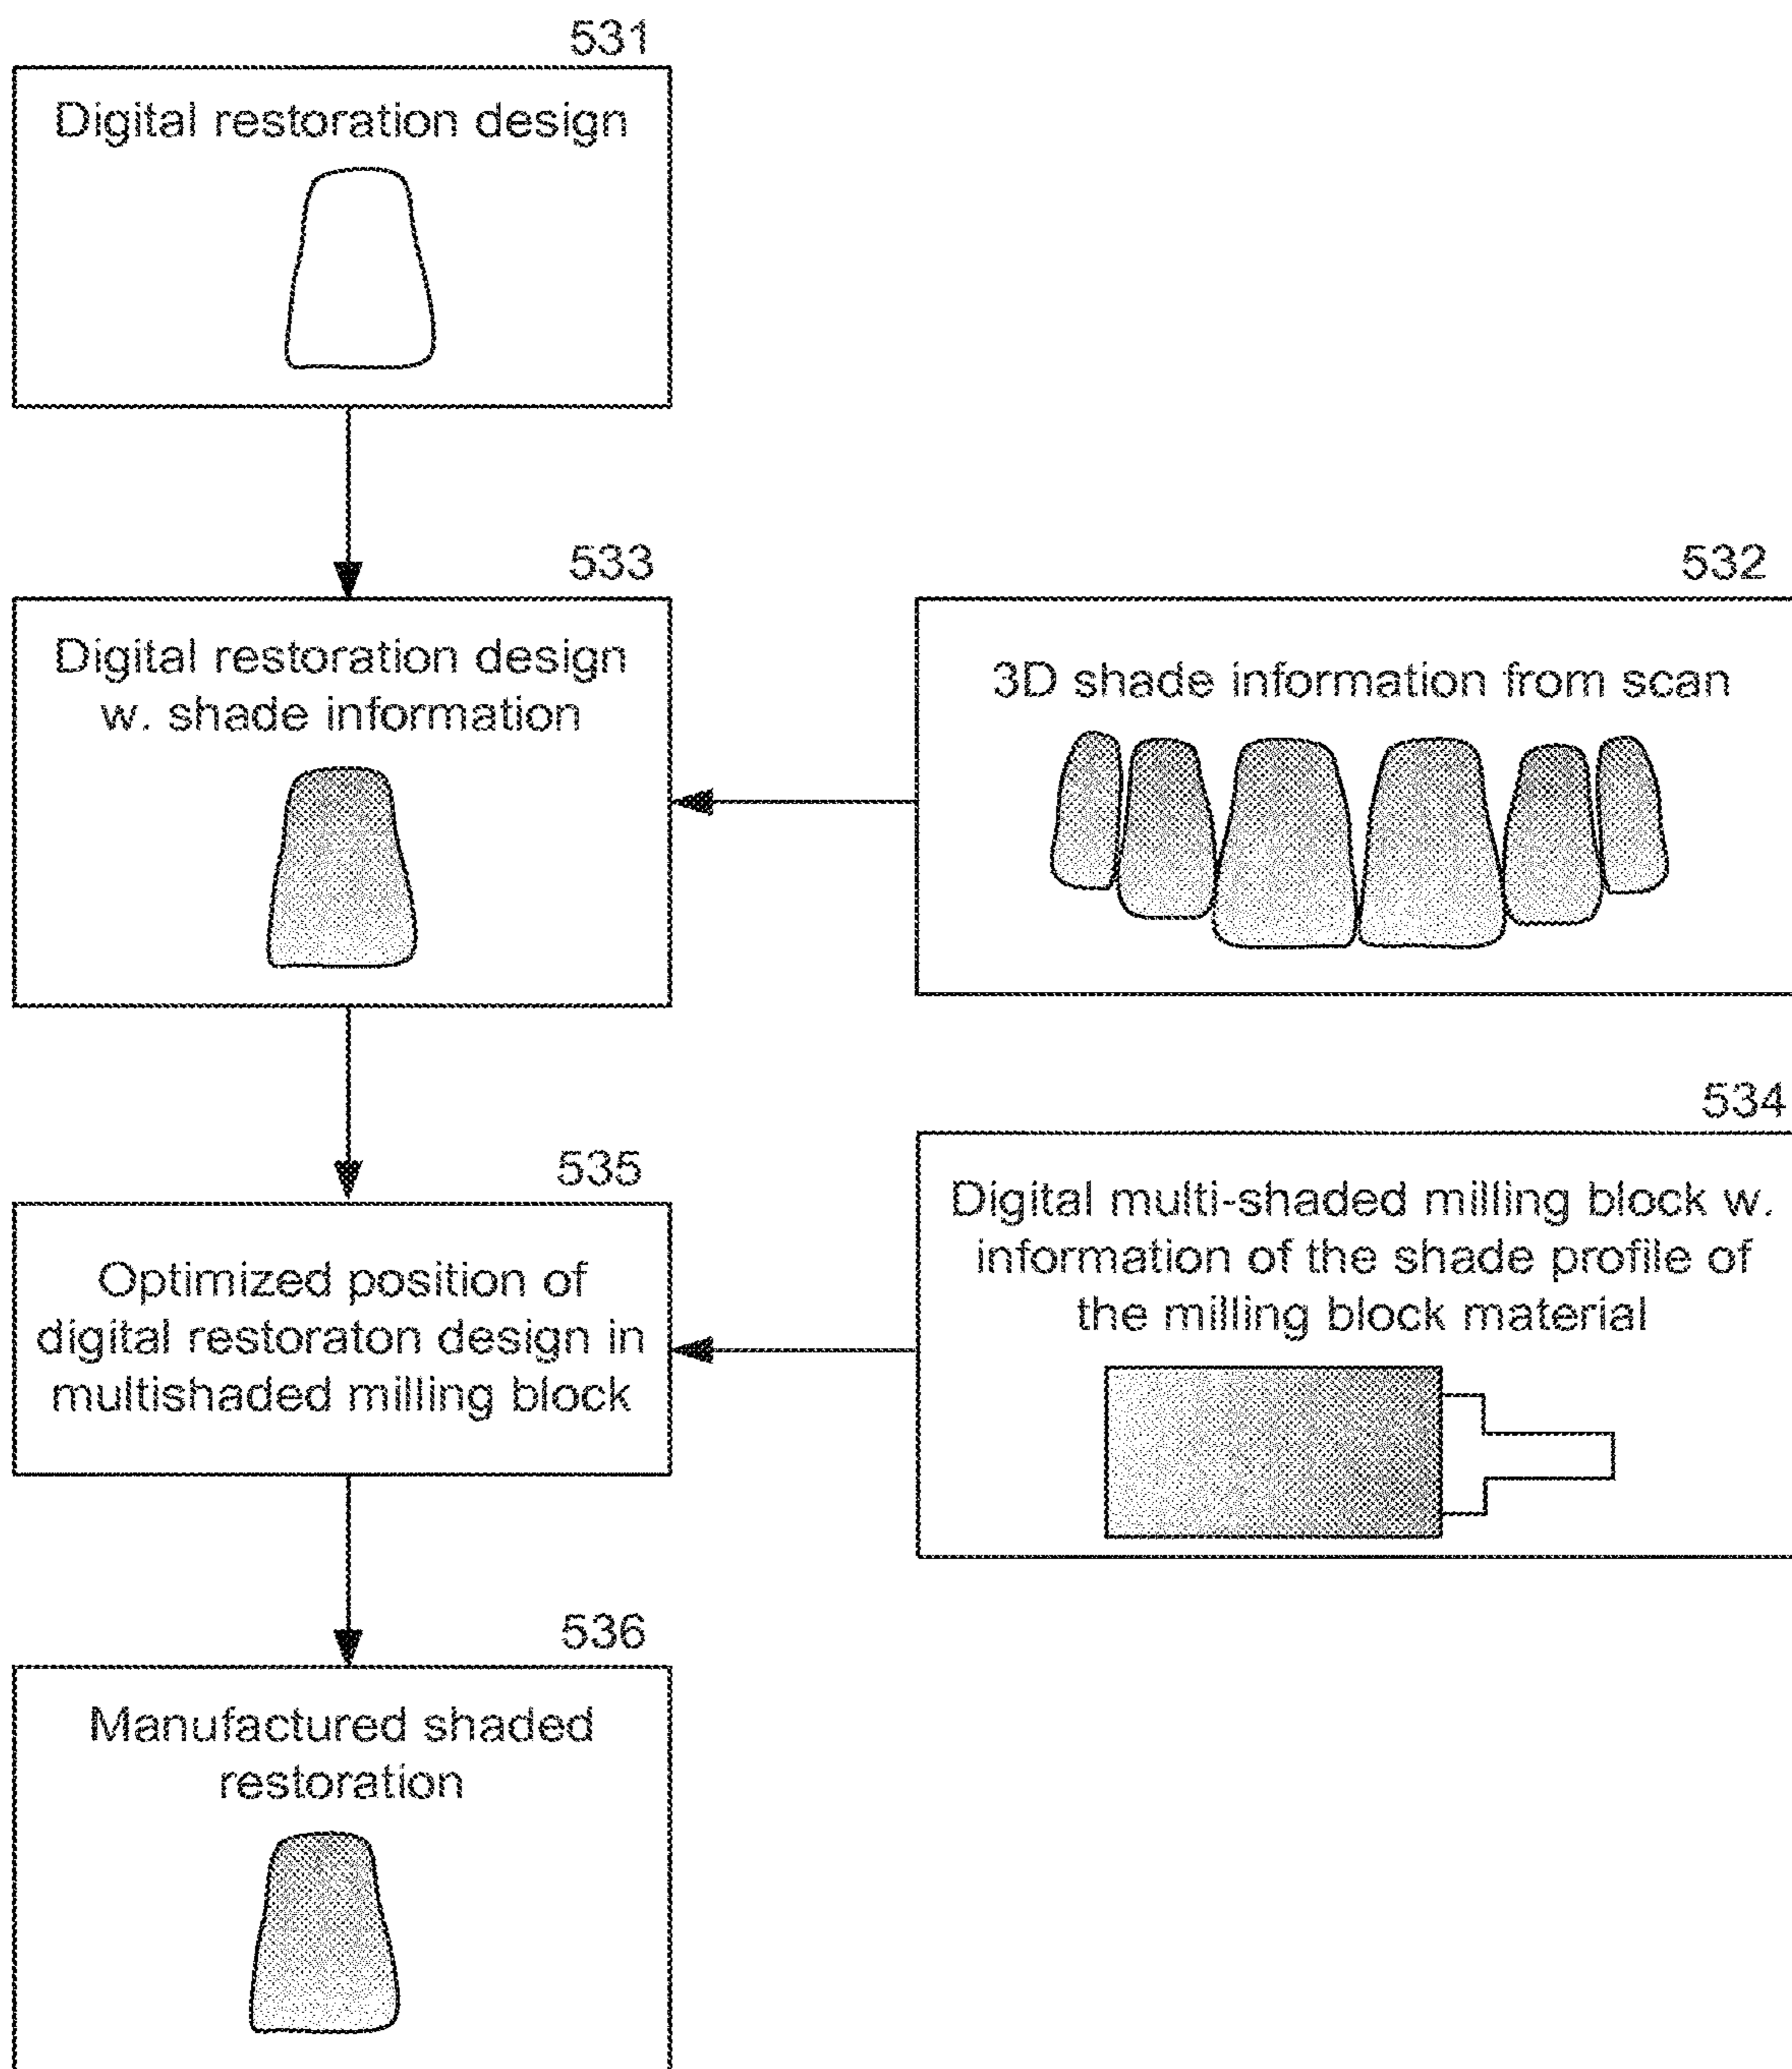 531
Digital restoration design
533
Digital restoration design
w. shade information
532
3D shade information from scan
534
Digital multi-shaded milling block w.
information of the shade profile of
the milling block material
535
Optimized position of
digital restoraton design in
multishaded milling block
536
Manufactured shaded
restoration